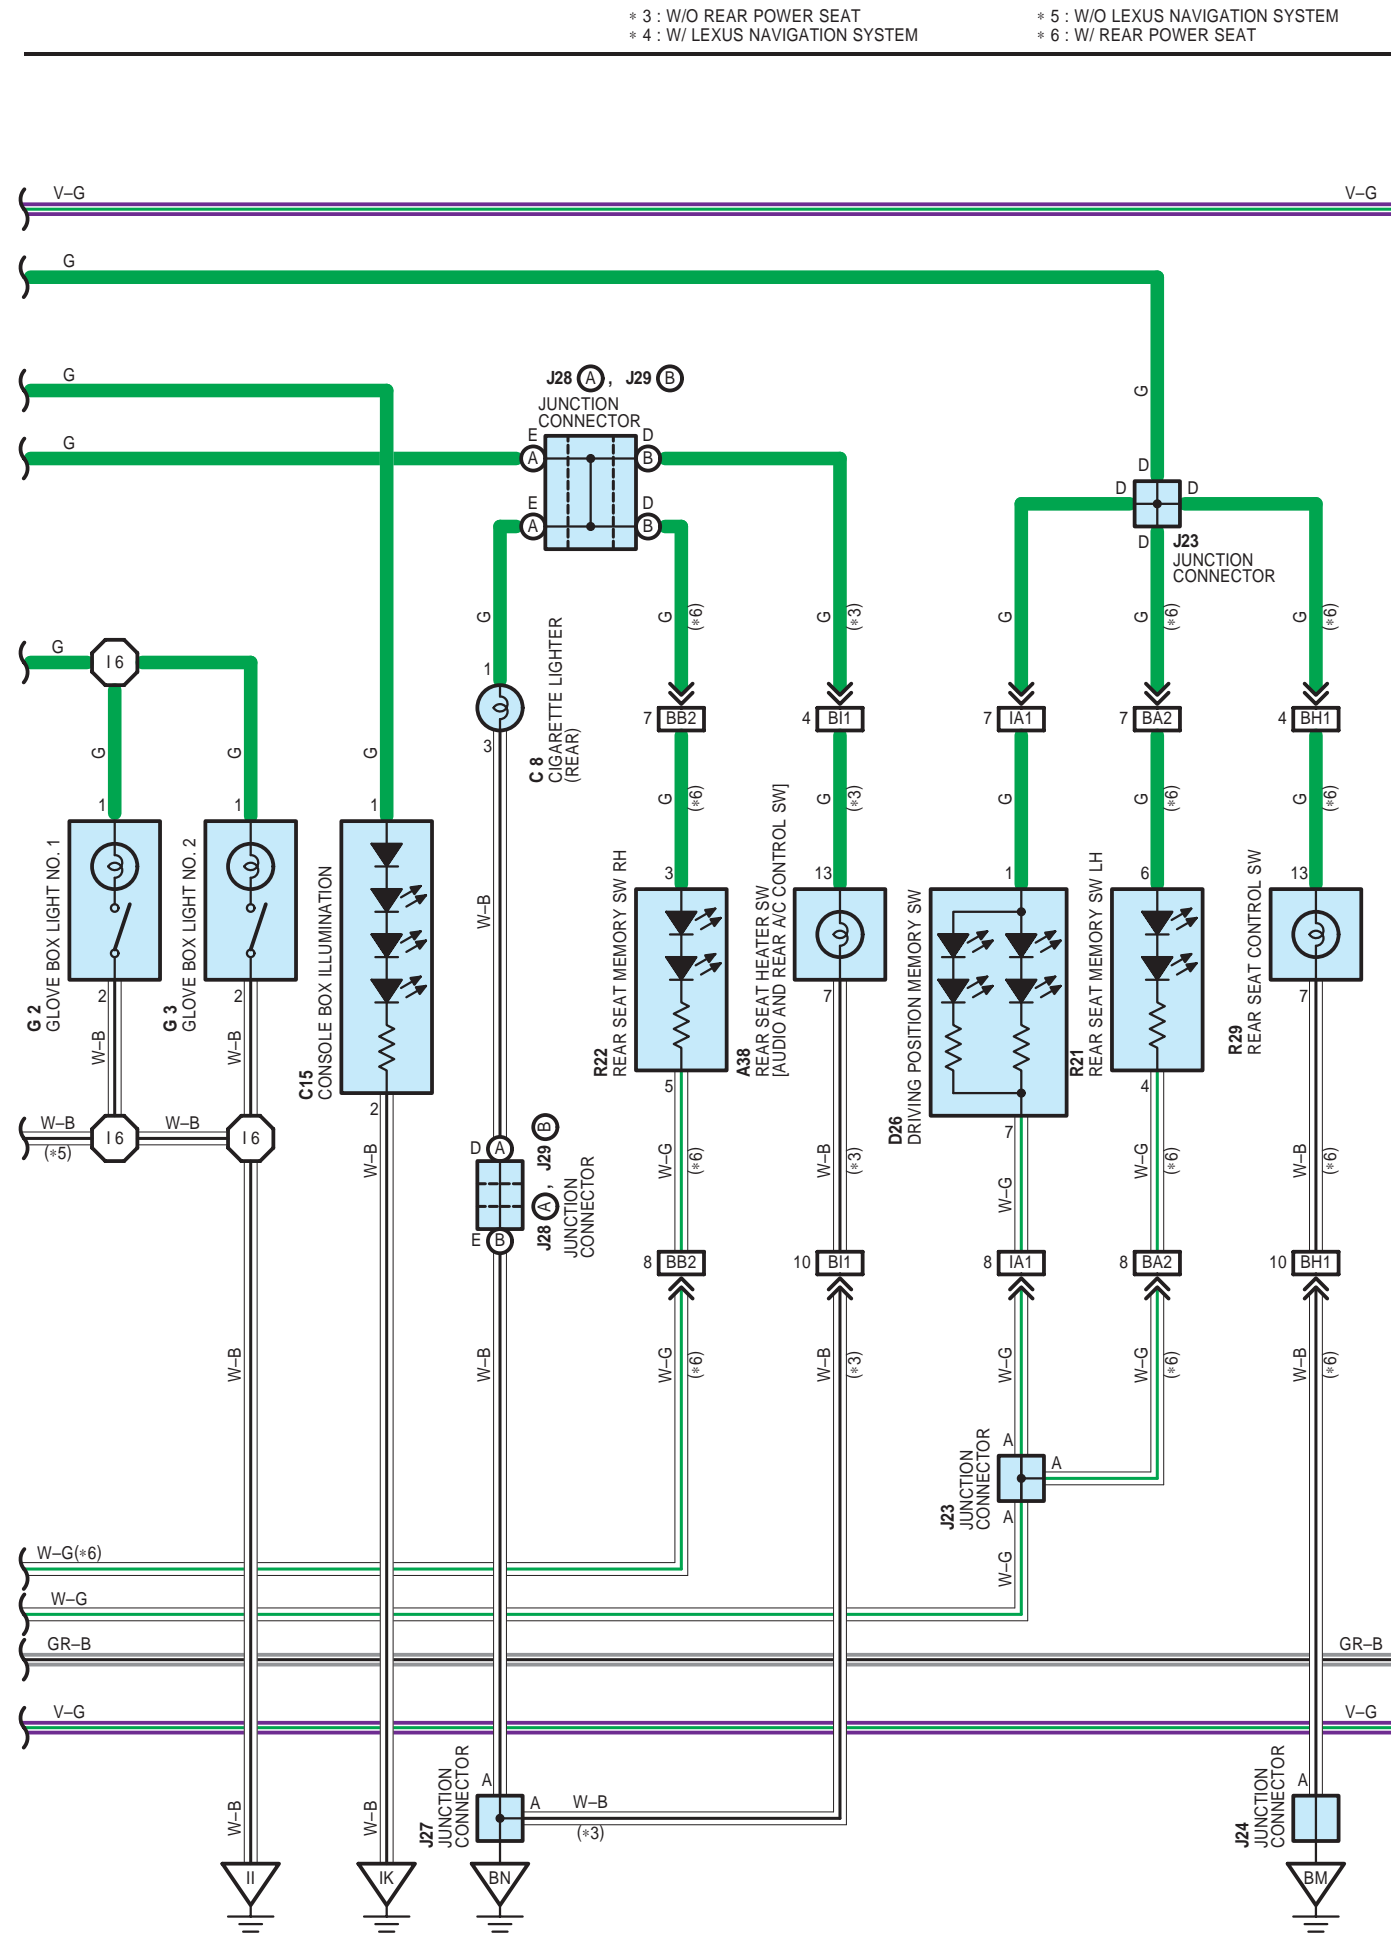 ∗ 3 : W/O REAR POWER SEAT
∗ 4 : W/ LEXUS NAVIGATION SYSTEM
∗ 5 : W/O LEXUS NAVIGATION SYSTEM
∗ 6 : W/ REAR POWER SEAT
V–G
V–G
G
G
J28 A , J29 B
JUNCTION
CONNECTOR
E
A
D
B
E
A
D
B
G
G
D
D
D
D
J23
JUNCTION
CONNECTOR
G
I 6
G
G
G
G
1
C 8
CIGARETTE LIGHTER
(REAR)
3
G
(∗6)
G
(∗3)
G
G
(∗6)
G
(∗6)
7 BB2
4 BI1
7 IA1
7 BA2
4 BH1
G
(∗6)
G
(∗3)
G
G
(∗6)
G
(∗6)
1
1
1
3
13
1
6
13
G 2
GLOVE BOX LIGHT NO. 1
G 3
GLOVE BOX LIGHT NO. 2
C15
CONSOLE BOX ILLUMINATION
R22
REAR SEAT MEMORY SW RH
A38
REAR SEAT HEATER SW
[AUDIO AND REAR A/C CONTROL SW]
D26
DRIVING POSITION MEMORY SW
R21
REAR SEAT MEMORY SW LH
R29
REAR SEAT CONTROL SW
W–B
2
2
2
5
7
7
4
7
W–B
W–B
W–B
(∗5)
I 6
W–B
I 6
W–B
D A
J28 A , J29 B
JUNCTION
CONNECTOR
E B
W–G
(∗6)
W–B
(∗3)
W–G
W–G
(∗6)
W–B
(∗6)
8 BB2
10 BI1
8 IA1
8 BA2
10 BH1
W–B
W–B
W–G
(∗6)
W–B
(∗3)
W–G
W–G
(∗6)
W–B
(∗6)
A
A
A
J23
JUNCTION
CONNECTOR
W–G
W–G(∗6)
W–G
GR–B
GR–B
V–G
V–G
W–B
W–B
J27
JUNCTION
CONNECTOR
A
A
W–B
(∗3)
J24
JUNCTION
CONNECTOR
A
II
IK
BN
BM